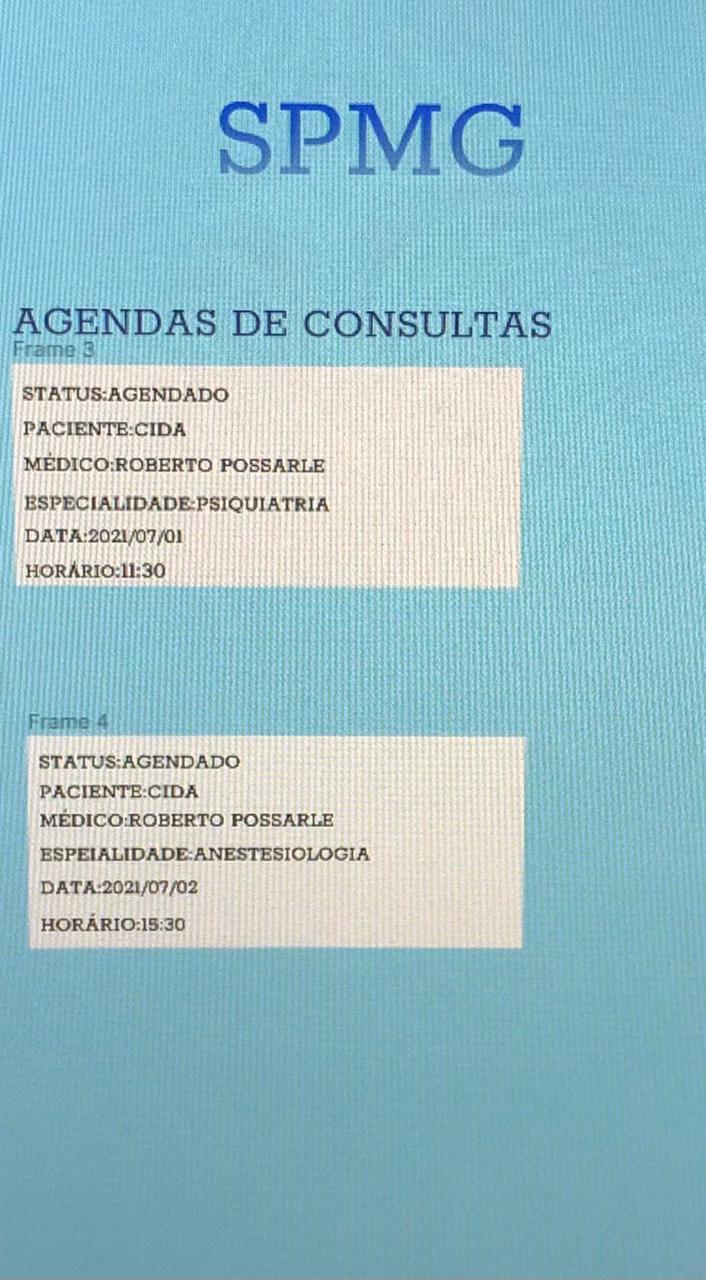 SPMG
AGENDAS DE CONSULTAS
Frame 3
STATUS:AGENDADO
PACIENTE:CIDA
MÉDICO:ROBERTO POSSARLE
ESPECIALIDADE:PSIQUIATRIA
DATA:2021/07/01
HORÁRIO:11:30
Frame 4
STATUS:AGENDADO
PACIENTE:CIDA
MÉDICO:ROBERTO POSSARLE
ESPEIALIDADE:ANESTESIOLOGIA
DATA:2021/07/02
HORÁRIO:15:30